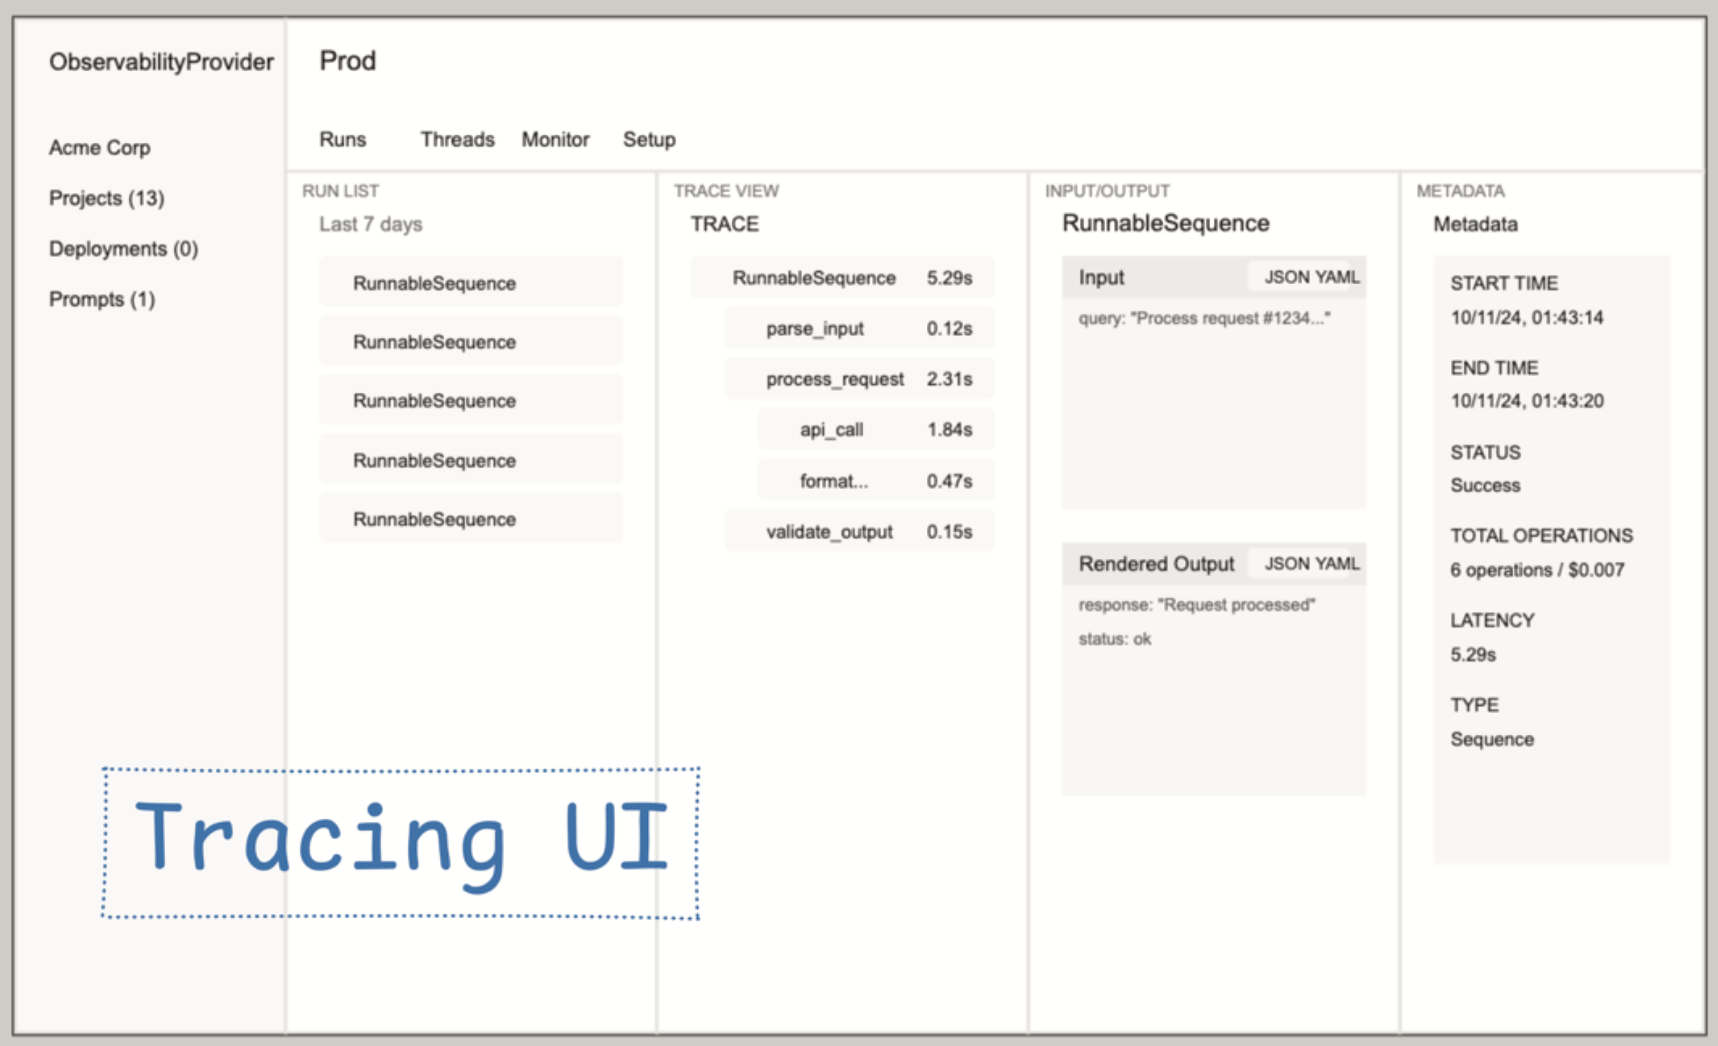 ObservabilityProvider
Acme Corp
Projects (13)
Deployments (0)
Prompts (1)
Prod
Runs Threads Monitor Setup
RUN LIST
Last 7 days
RunnableSequence
RunnableSequence
RunnableSequence
RunnableSequence
RunnableSequence
TRACE VIEW
TRACE
RunnableSequence 5.29s
parse_input 0.12s
process_request 2.31s
api_call 1.84s
format... 0.47s
validate_output 0.15s
INPUT/OUTPUT
RunnableSequence
Input JSON YAML
query: "Process request #1234..."
Rendered Output JSON YAML
response: "Request processed"
status: ok
METADATA
Metadata
START TIME
10/11/24, 01:43:14
END TIME
10/11/24, 01:43:20
STATUS
Success
TOTAL OPERATIONS
6 operations / $0.007
LATENCY
5.29s
TYPE
Sequence
Tracing UI